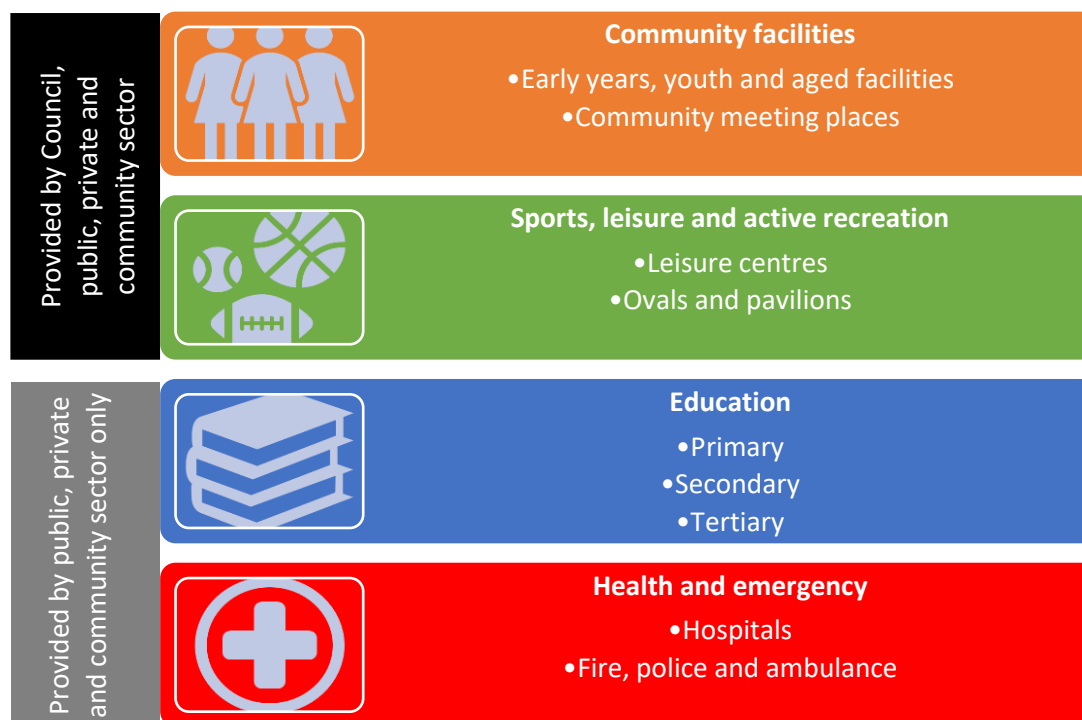 Provided by Council,
public, private and
community sector
Community facilities
•Early years, youth and aged facilities
•Community meeting places
Sports, leisure and active recreation
•Leisure centres
•Ovals and pavilions
Provided by public, private
and community sector only
Education
•Primary
•Secondary
•Tertiary
Health and emergency
•Hospitals
•Fire, police and ambulance